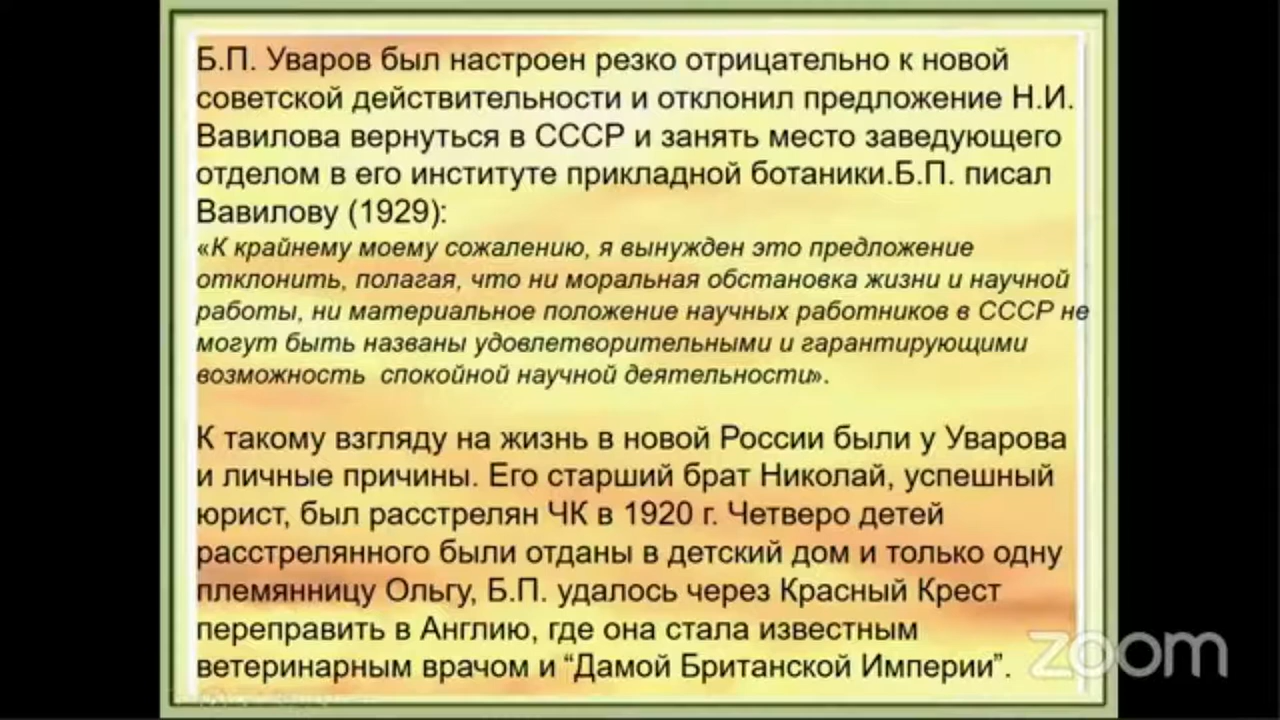 Б.П. Уваров был настроен резко отрицательно к новой
советской действительности и отклонил предложение Н.И.
Вавилова вернуться в СССР и занять место заведующего
отделом в его институте прикладной ботаники.Б.П. писал
Вавилову (1929):
«К крайнему моему сожалению, я вынужден это предложение
отклонить, полагая, что ни моральная обстановка жизни и научной
работы, ни материальное положение научных работников в СССР не
могут быть названы удовлетворительными и гарантирующими
возможность  спокойной научной деятельности».
К такому взгляду на жизнь в новой России были у Уварова
и личные причины. Его старший брат Николай, успешный
юрист, был расстрелян ЧК в 1920 г. Четверо детей
расстрелянного были отданы в детский дом и только одну
племянницу Ольгу, Б.П. удалось через Красный Крест
переправить в Англию, где она стала известным
ветеринарным врачом и “Дамой Британской Империи”.
zoom